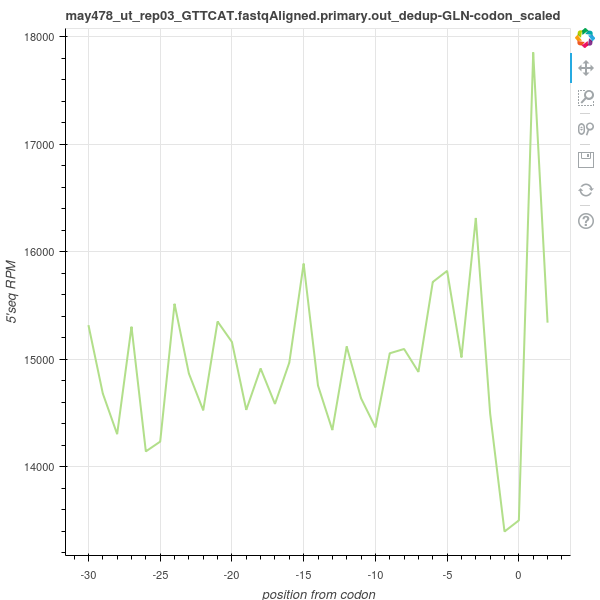 may478_ut_rep03_GTTCAT.fastqAligned.primary.out_dedup-GLN-codon_scaled
18000
17000
16000
15000
14000
5'seq RPM
-30 -25 -20 -15 -10 -5 0
position from codon